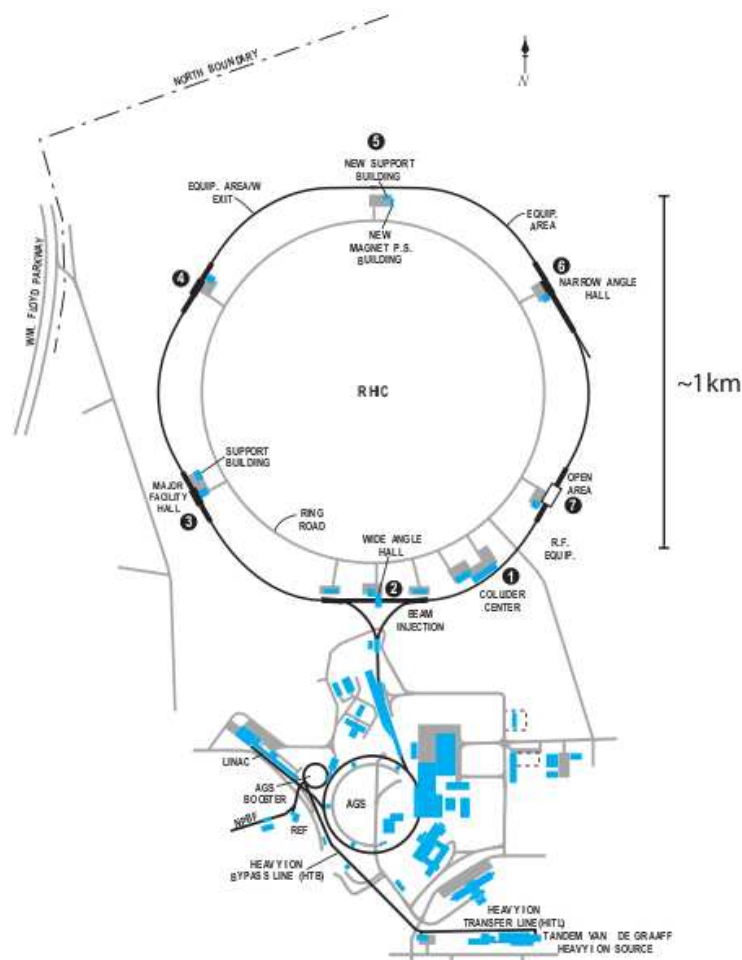 NORTH BOUNDARY
N
5
NEW SUPPORT
BUILDING
EQUIP. AREA/W
EXIT
EQUIP.
AREA
NEW
MAGNET P.S.
BUILDING
6
NARROW ANGLE
HALL
4
WM. FLOYD PARKWAY
RHIC
~1km
SUPPORT
BUILDING
MAJOR
FACILITY
HALL
3
OPEN
AREA
7
RING
ROAD
R.F.
EQUIP.
WIDE ANGLE
HALL
2
1
COLLIDER
CENTER
BEAM
INJECTION
LINAC
AGS
BOOSTER
AGS
NPBF
REF
HEAVY ION
BYPASS LINE (HTB)
HEAVY ION
TRANSFER LINE (HITL)
TANDEM VAN DE GRAAFF
HEAVY ION SOURCE